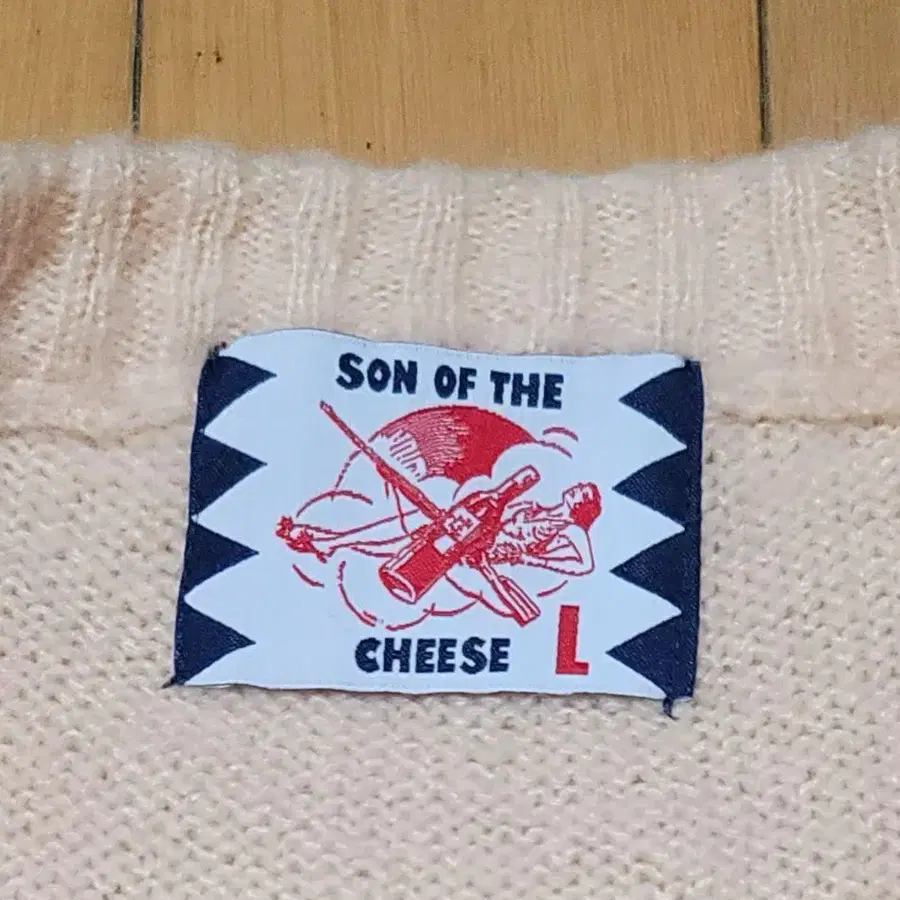 SON OF THE
CHEESE
L